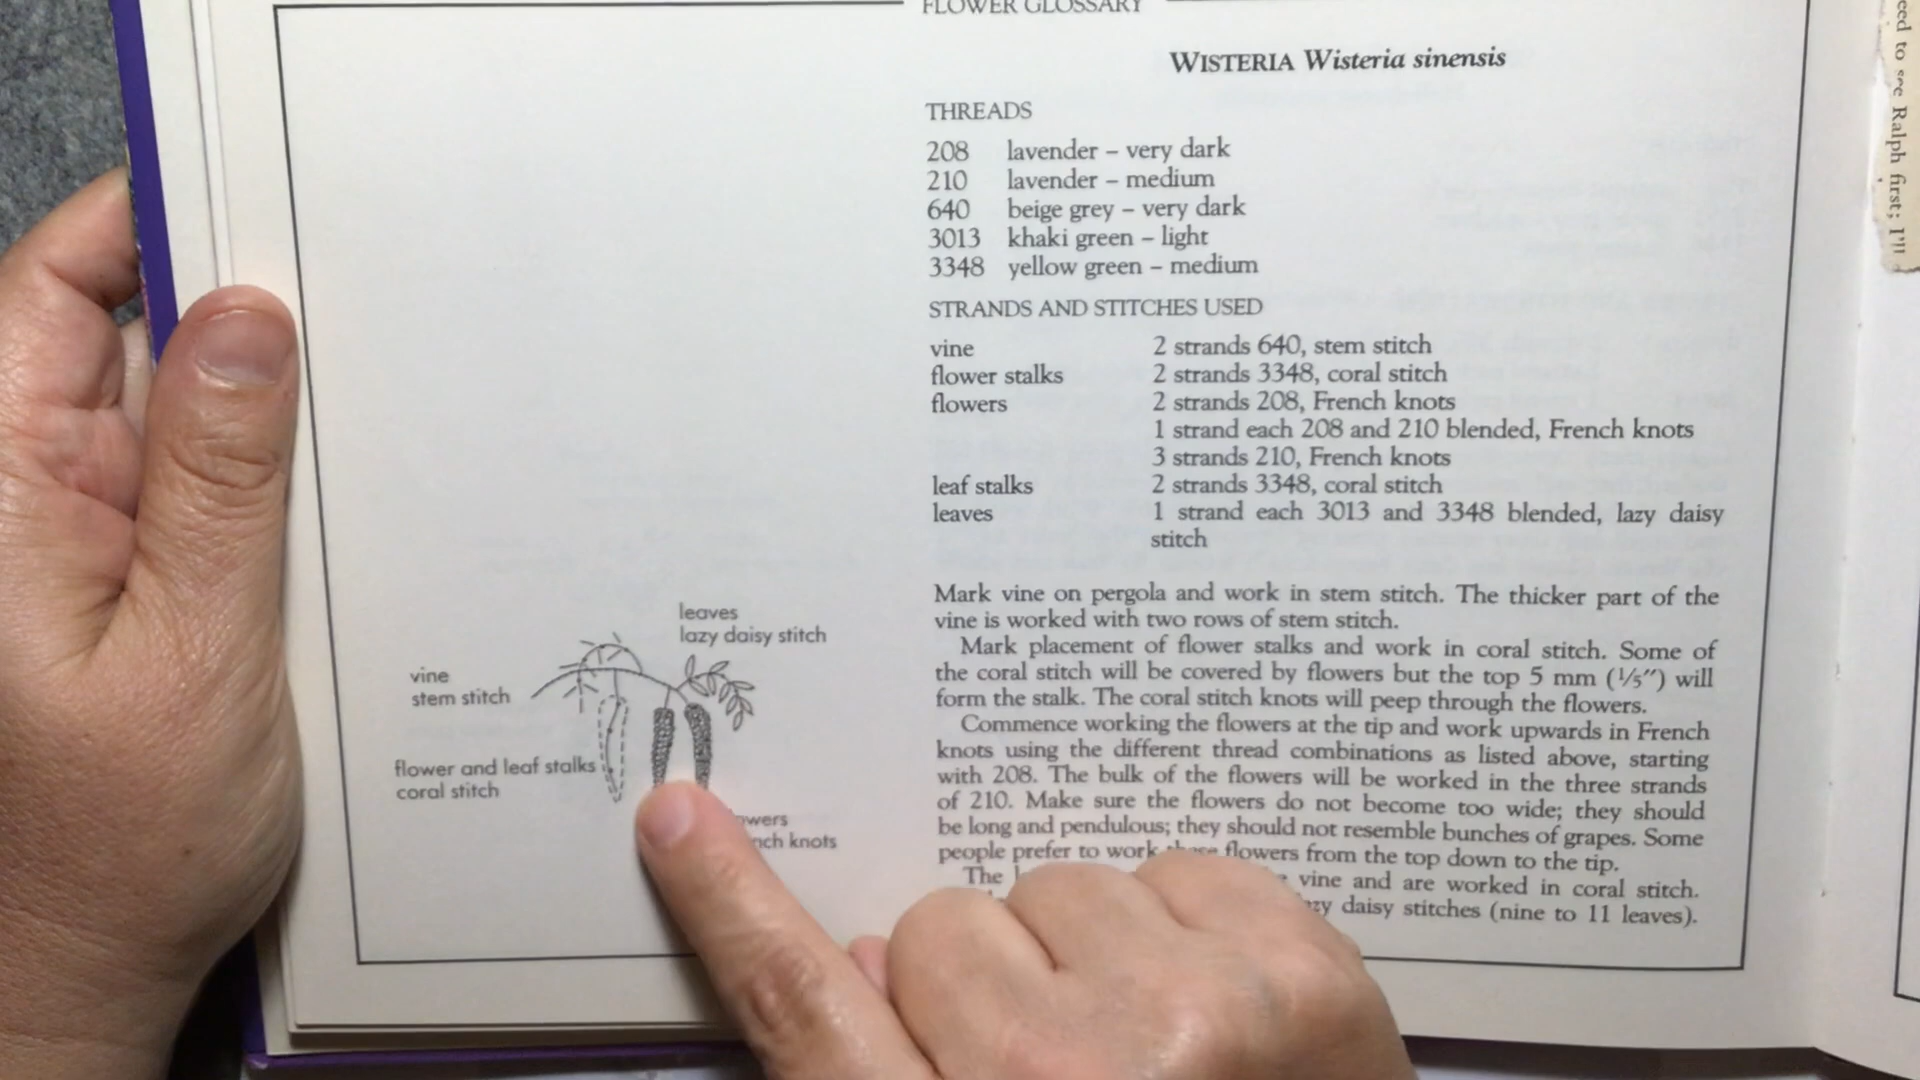 FLOWER GLOSSARY
WISTERIA Wisteria sinensis
THREADS
208 lavender – very dark
210 lavender – medium
640 beige grey – very dark
3013 khaki green – light
3348 yellow green – medium
STRANDS AND STITCHES USED
vine 2 strands 640, stem stitch
flower stalks 2 strands 3348, coral stitch
flowers 2 strands 208, French knots
1 strand each 208 and 210 blended, French knots
3 strands 210, French knots
leaf stalks 2 strands 3348, coral stitch
leaves 1 strand each 3013 and 3348 blended, lazy daisy
stitch
Mark vine on pergola and work in stem stitch. The thicker part of the
vine is worked with two rows of stem stitch.
Mark placement of flower stalks and work in coral stitch. Some of
the coral stitch will be covered by flowers but the top 5 mm (1/5″) will
form the stalk. The coral stitch knots will peep through the flowers.
Commence working the flowers at the tip and work upwards in French
knots using the different thread combinations as listed above, starting
with 208. The bulk of the flowers will be worked in the three strands
of 210. Make sure the flowers do not become too wide; they should
be long and pendulous; they should not resemble bunches of grapes. Some
people prefer to work these flowers from the top down to the tip.
The vine and are worked in coral stitch.
daisy stitches (nine to 11 leaves).
leaves
lazy daisy stitch
vine
stem stitch
flower and leaf stalks
coral stitch
knots
to see Ralph first; I'll